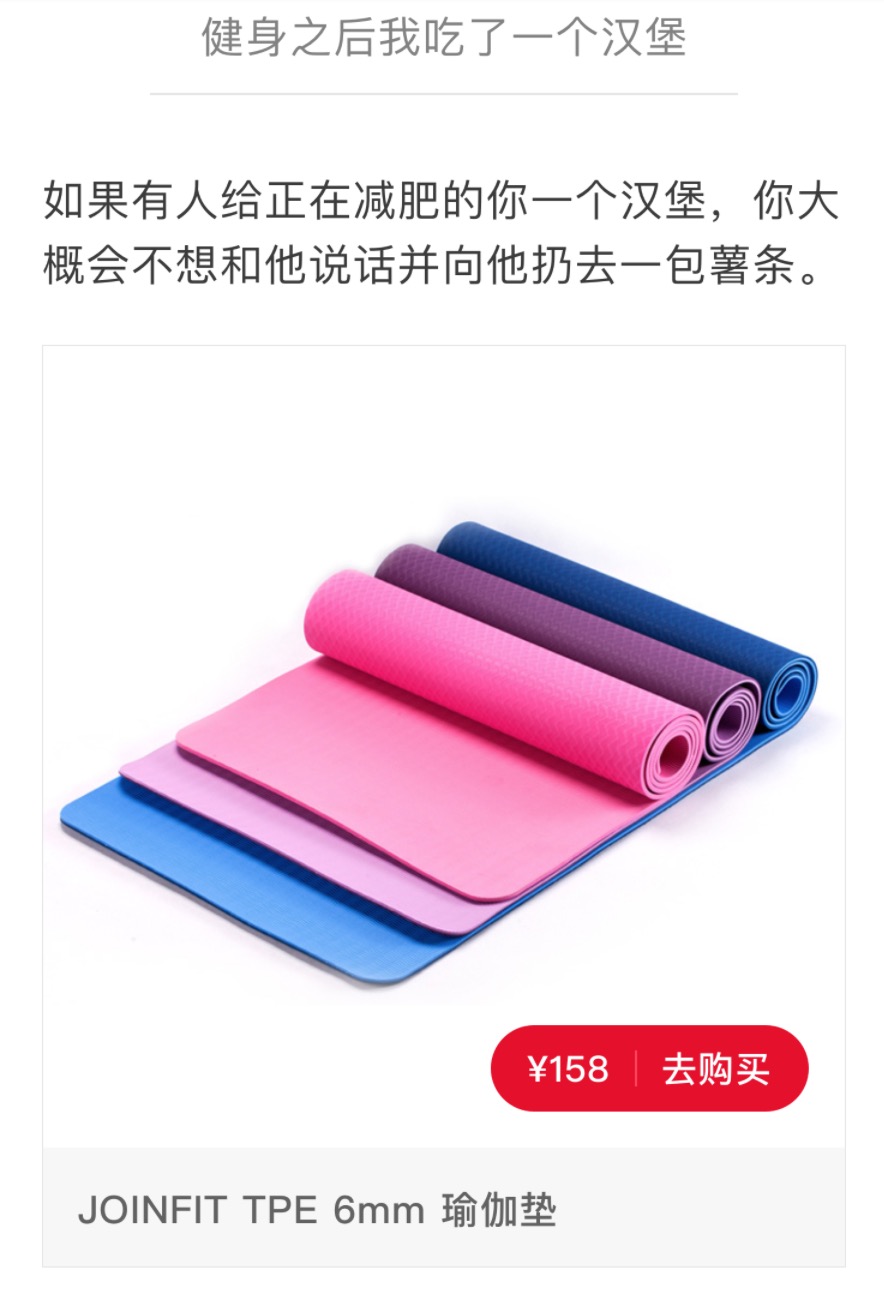 健身之后我吃了一个汉堡
如果有人给正在减肥的你一个汉堡，你大
概会不想和他说话并向他扔去一包薯条。
¥158 去购买
JOINFIT TPE 6mm 瑜伽垫